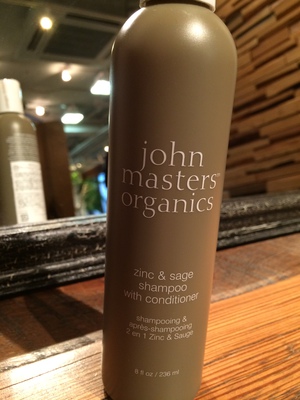 john
masters
organics
zinc & sage
shampoo
with conditioner
shampooing &
après-shampooing
2 en 1 Zinc & Sauge
8 fl oz / 236 ml